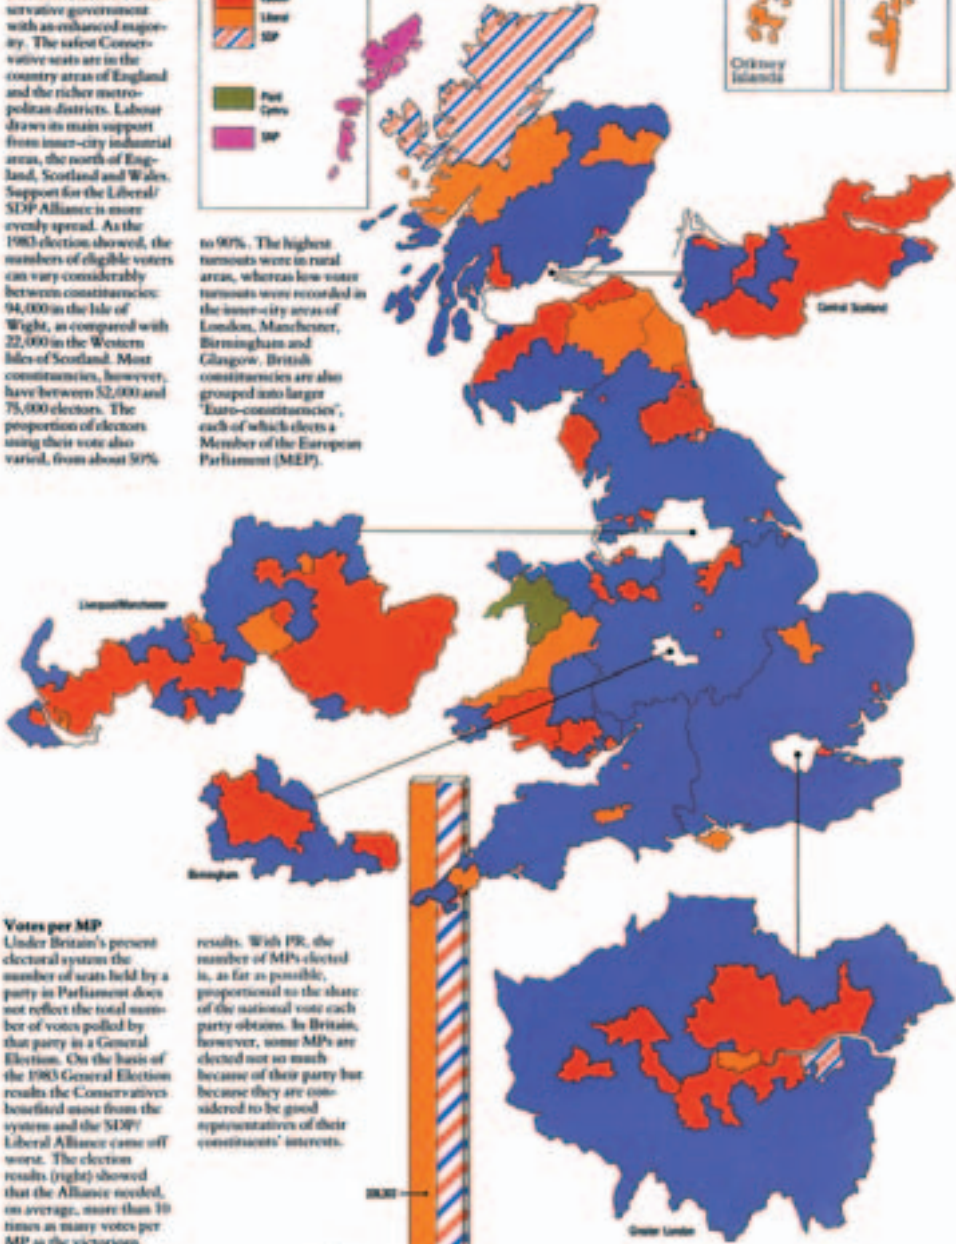 servative government
with an enhanced major-
ity. The safest Conser-
vative seats are in the
country areas of England
and the richer metro-
politan districts. Labour
draws its main support
from inner-city industrial
areas, the north of Eng-
land, Scotland and Wales.
Support for the Liberal/
SDP Alliance is more
evenly spread. As the
1983 election showed, the
numbers of eligible voters
can vary considerably
between constituencies:
94,000 in the Isle of
Wight, as compared with
22,000 in the Western
Isles of Scotland. Most
constituencies, however,
have between 52,000 and
75,000 electors. The
proportion of electors
using their vote also
varied, from about 50%
to 90%. The highest
turnouts were in rural
areas, whereas low voter
turnouts were recorded in
the inner-city areas of
London, Manchester,
Birmingham and
Glasgow. British
constituencies are also
grouped into larger
'Euro-constituencies',
each of which elects a
Member of the European
Parliament (MEP).
Liberal
SDP
Plaid
Cymru
SNP
Orkney
Islands
Central Scotland
Liverpool/Manchester
Birmingham
Greater London
Votes per MP
Under Britain's present
electoral system the
number of seats held by a
party in Parliament does
not reflect the total num-
ber of votes polled by
that party in a General
Election. On the basis of
the 1983 General Election
results the Conservatives
benefited most from the
system and the SDP/
Liberal Alliance came off
worst. The election
results (right) showed
that the Alliance needed,
on average, more than 10
times as many votes per
MP as the victorious
results. With PR, the
number of MPs elected
is, as far as possible,
proportional to the share
of the national vote each
party obtains. In Britain,
however, some MPs are
elected not so much
because of their party but
because they are con-
sidered to be good
representatives of their
constituents' interests.